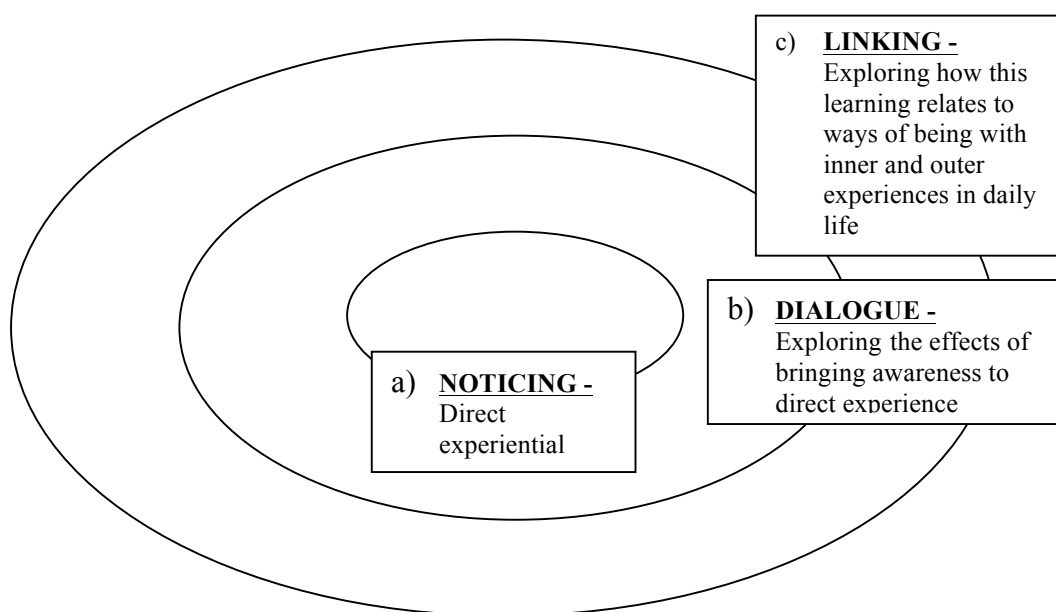 c) LINKING -
Exploring how this
learning relates to
ways of being with
inner and outer
experiences in daily
life
b) DIALOGUE -
Exploring the effects of
bringing awareness to
direct experience
a) NOTICING -
Direct
experiential